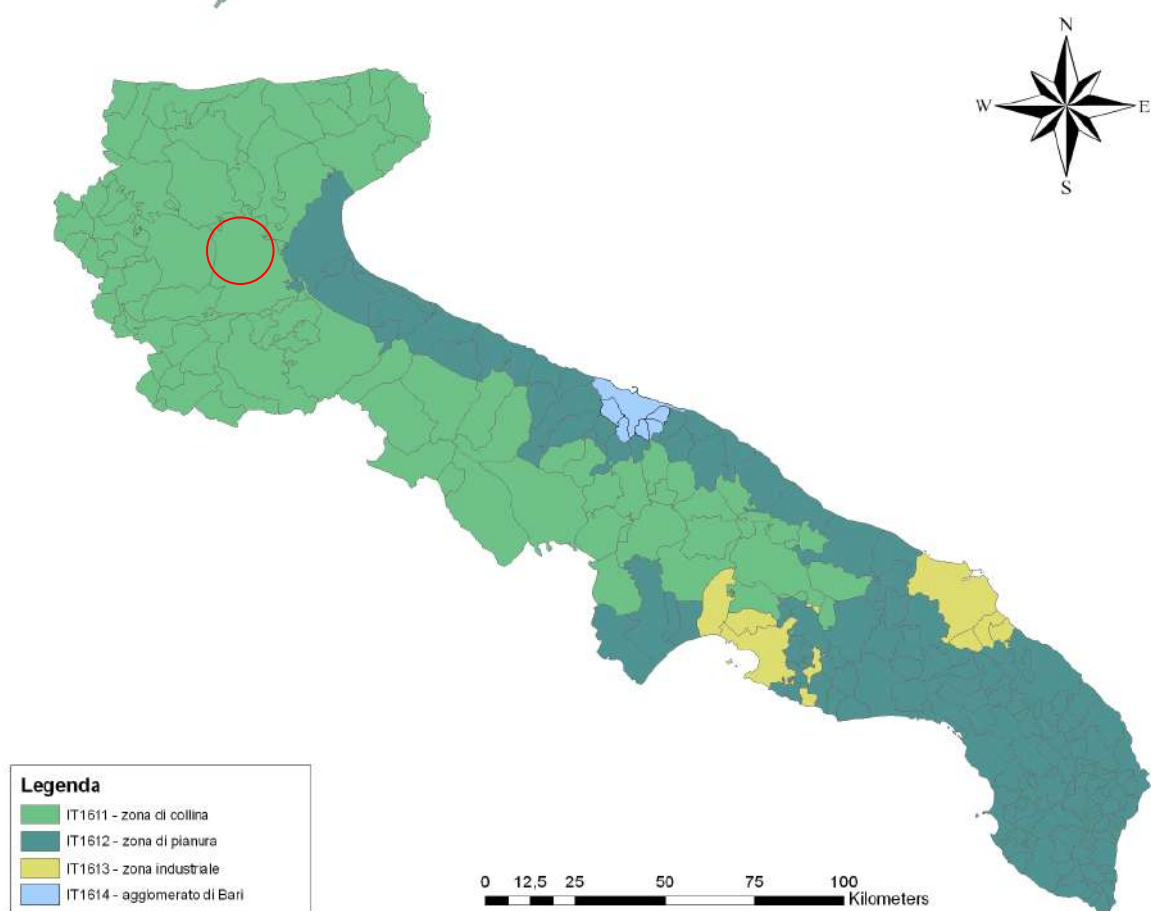 N
W E
S
Legenda
IT1611 - zona di collina
IT1612 - zona di pianura
IT1613 - zona industriale
IT1614 - agglomerato di Bari
0 12,5 25 50 75 100
Kilometers